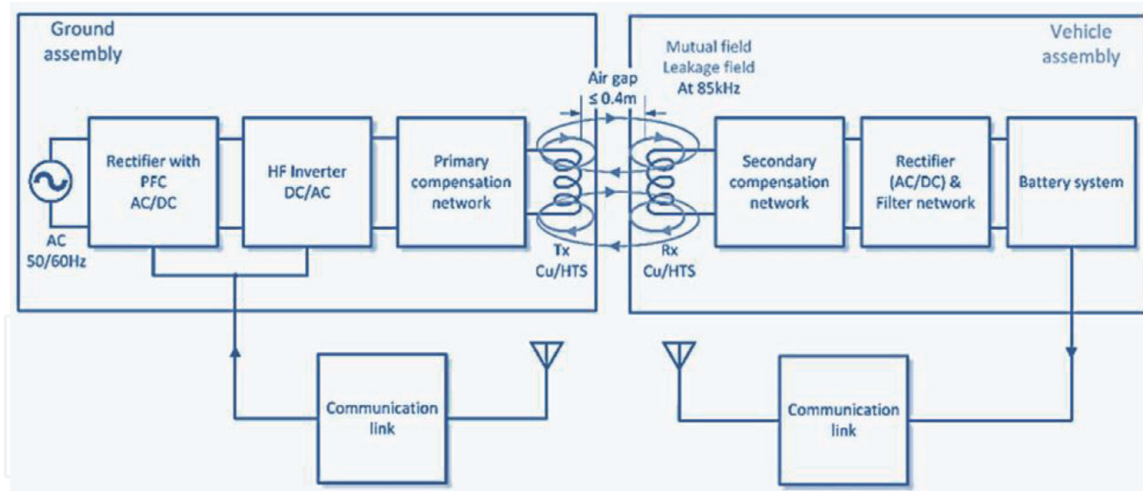 Ground
assembly
Vehicle
assembly
Mutual field
Leakage field
At 85kHz
Air gap
≤ 0.4m
Rectifier with
PFC
AC/DC
HF Inverter
DC/AC
Primary
compensation
network
Secondary
compensation
network
Rectifier
(AC/DC) &
Filter network
Battery system
AC
50/60Hz
Tx
Cu/HTS
Rx
Cu/HTS
Communication
link
Communication
link